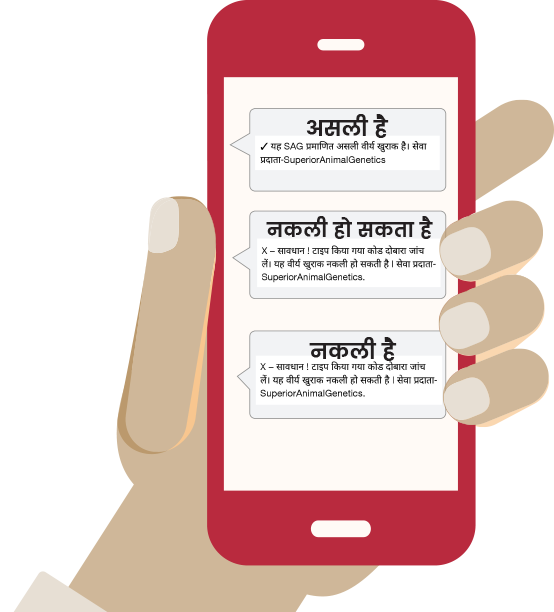 असली है
✓ यह SAG प्रमाणित असली वीर्य खुराक है। सेवा
प्रदाता-SuperiorAnimalGenetics
नकली हो सकता है
X – सावधान ! टाइप किया गया कोड दोबारा जांच
लें। यह वीर्य खुराक नकली हो सकती है । सेवा प्रदाता-
SuperiorAnimalGenetics.
नकली है
X – सावधान ! टाइप किया गया कोड दोबारा जांच
लें। यह वीर्य खुराक नकली हो सकती है । सेवा प्रदाता-
SuperiorAnimalGenetics.